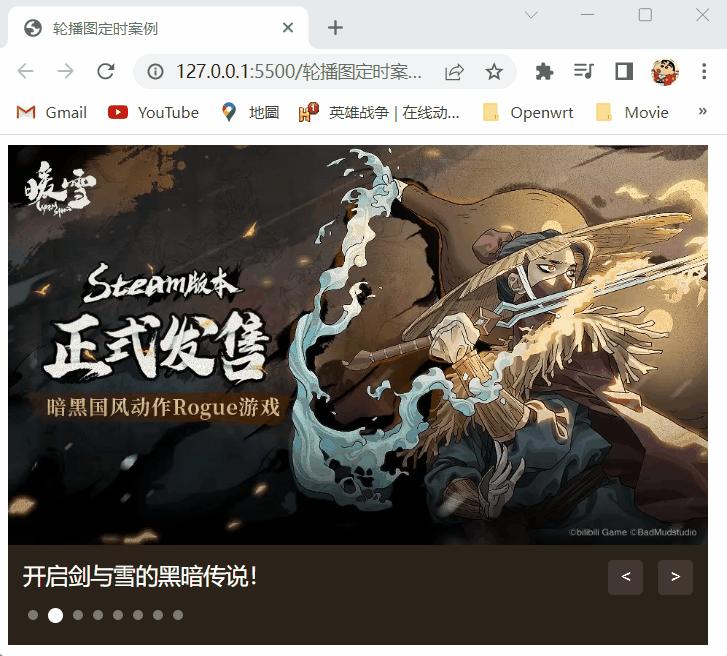 轮播图定时案例
127.0.0.1:5500/轮播图定时案...
Gmail
YouTube
地圖
英雄战争 | 在线动...
Openwrt
Movie
»
暖雪
Steam版本
正式发售
暗黑国风动作Rogue游戏
©bilibili Game ©BadMudstudio
开启剑与雪的黑暗传说！
< >